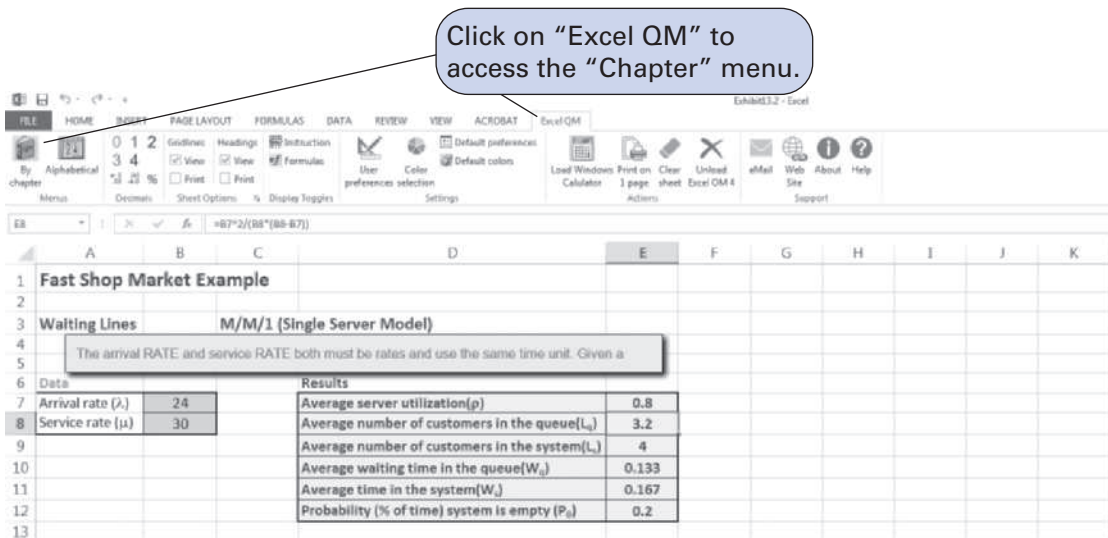 Click on “Excel QM” to
access the “Chapter” menu.
Exhibit13.2 - Excel
FILE HOME INSERT PAGE LAYOUT FORMULAS DATA REVIEW VIEW ACROBAT Excel QM
By chapter
Alphabetical
Menus
0 1 2
3 4
%
Decimals
Gridlines
View
Print
Headings
View
Print
Sheet Options
Instruction
Formulas
Display Toggles
User preferences
Color selection
Default preferences
Default colors
Settings
Load Windows Calulator
Print on 1 page
Clear sheet
Unload Excel OM 4
Actions
eMail
Web Site
About
Help
Support
E8 fx =B7^2/(B8*(B8-B7))
A B C D E F G H I J K
1 Fast Shop Market Example
2
3 Waiting Lines M/M/1 (Single Server Model)
4
The arrival RATE and service RATE both must be rates and use the same time unit. Given a
5
6 Data Results
7 Arrival rate (λ) 24 Average server utilization(ρ) 0.8
8 Service rate (μ) 30 Average number of customers in the queue(Lq) 3.2
9 Average number of customers in the system(Ls) 4
10 Average waiting time in the queue(Wq) 0.133
11 Average time in the system(Ws) 0.167
12 Probability (% of time) system is empty (P0) 0.2
13